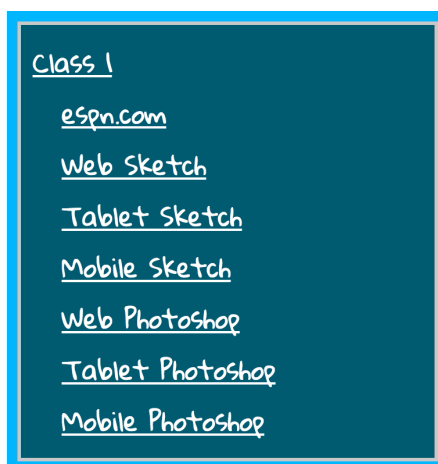 Class 1
espn.com
Web Sketch
Tablet Sketch
Mobile Sketch
Web Photoshop
Tablet Photoshop
Mobile Photoshop